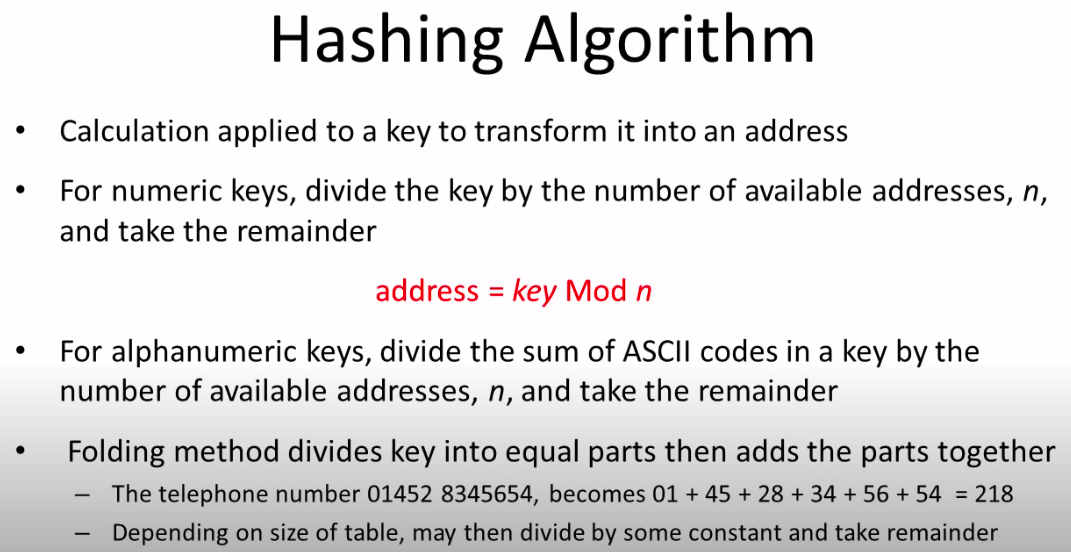 Hashing Algorithm
• Calculation applied to a key to transform it into an address
• For numeric keys, divide the key by the number of available addresses, n,
and take the remainder
address = key Mod n
• For alphanumeric keys, divide the sum of ASCII codes in a key by the
number of available addresses, n, and take the remainder
• Folding method divides key into equal parts then adds the parts together
– The telephone number 01452 8345654, becomes 01 + 45 + 28 + 34 + 56 + 54 = 218
– Depending on size of table, may then divide by some constant and take remainder